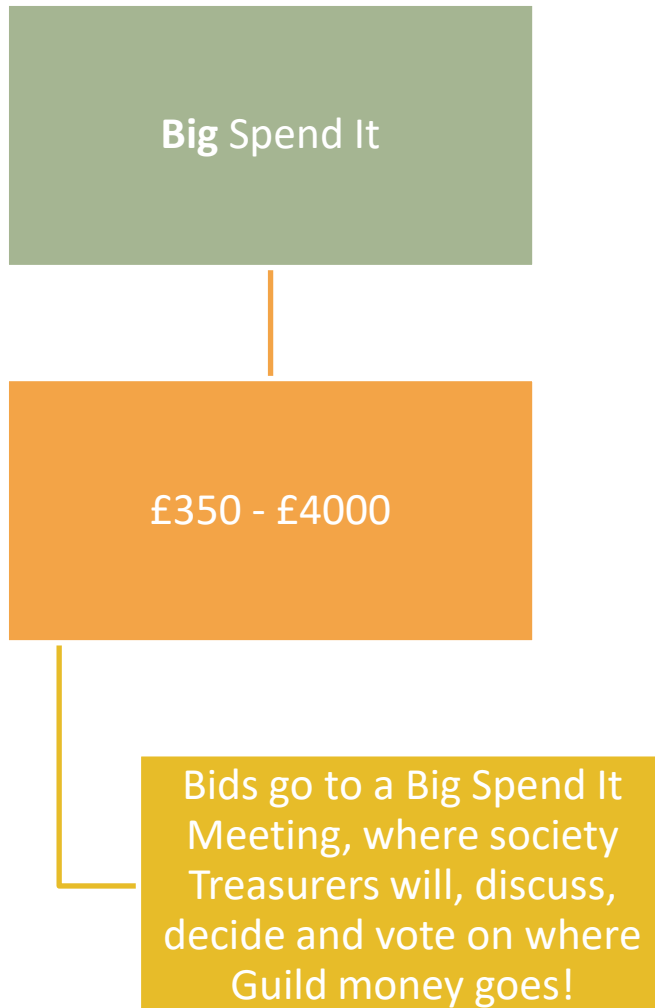 Big Spend It
£350 - £4000
Bids go to a Big Spend It
Meeting, where society
Treasurers will, discuss,
decide and vote on where
Guild money goes!